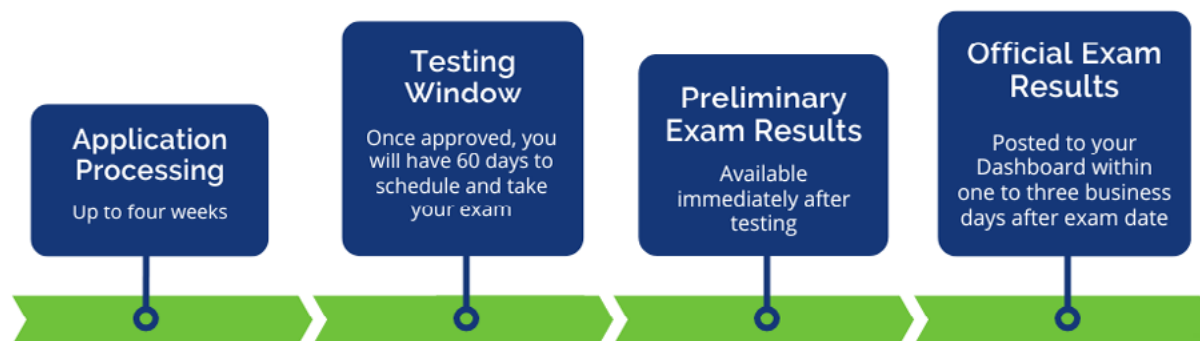 Application
Processing
Up to four weeks
Testing
Window
Once approved, you
will have 60 days to
schedule and take
your exam
Preliminary
Exam Results
Available
immediately after
testing
Official Exam
Results
Posted to your
Dashboard within
one to three business
days after exam date